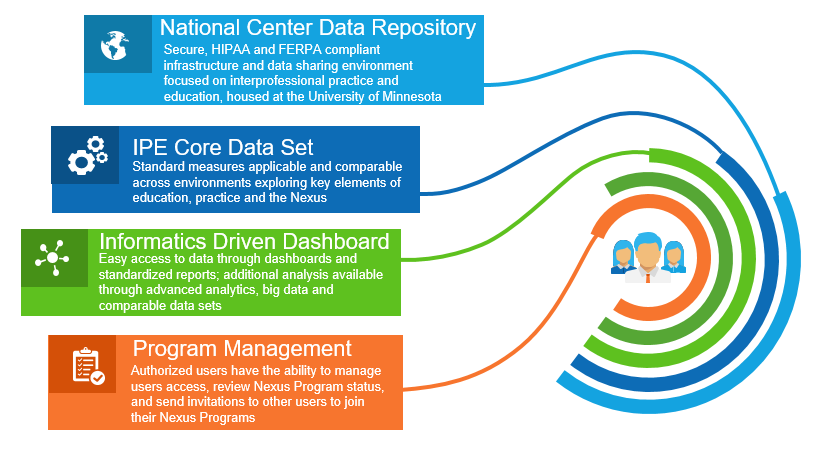 National Center Data Repository
Secure, HIPAA and FERPA compliant
infrastructure and data sharing environment
focused on interprofessional practice and
education, housed at the University of Minnesota
IPE Core Data Set
Standard measures applicable and comparable
across environments exploring key elements of
education, practice and the Nexus
Informatics Driven Dashboard
Easy access to data through dashboards and
standardized reports; additional analysis available
through advanced analytics, big data and
comparable data sets
Program Management
Authorized users have the ability to manage
users access, review Nexus Program status,
and send invitations to other users to join
their Nexus Programs